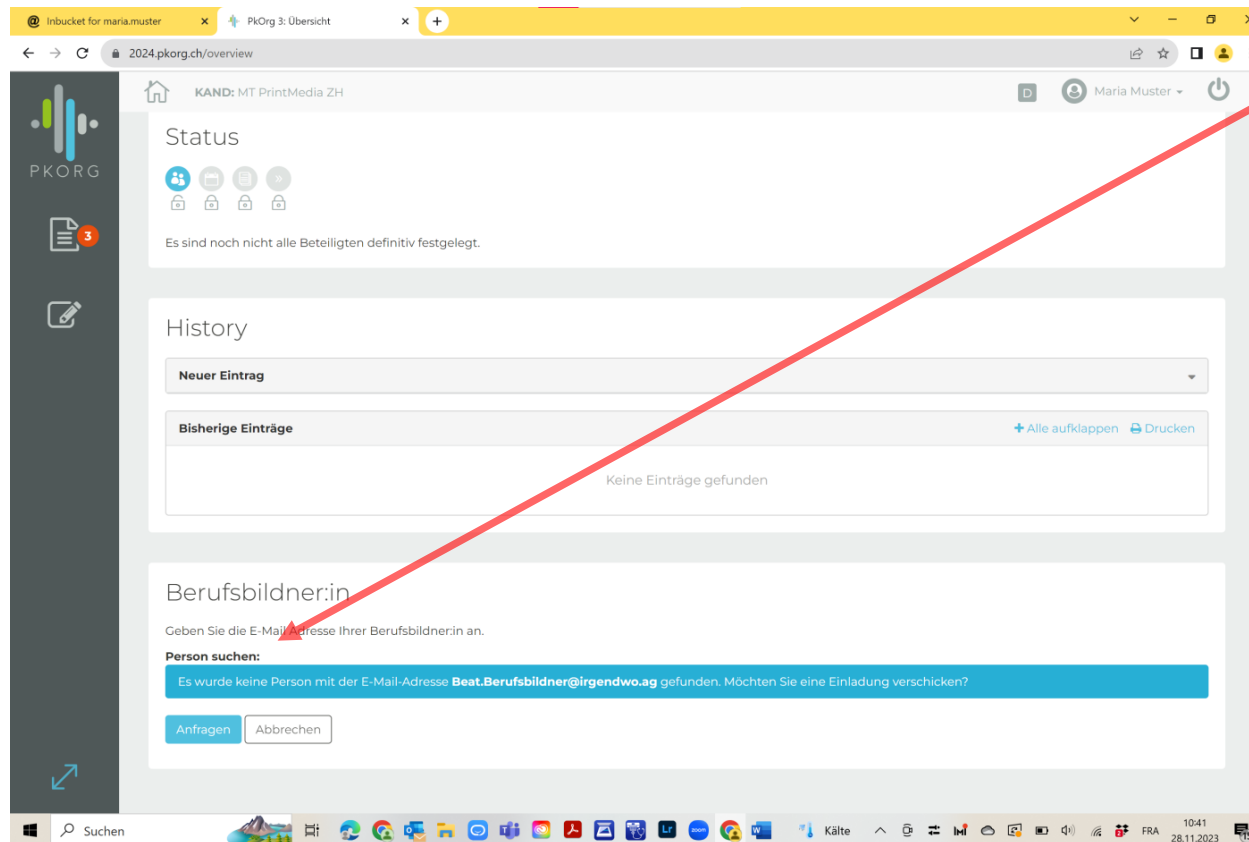 @ Inbucket for maria.muster
PkOrg 3: Übersicht
2024.pkorg.ch/overview
KAND: MT PrintMedia ZH
D
Maria Muster
PKORG
3
Status
Es sind noch nicht alle Beteiligten definitiv festgelegt.
History
Neuer Eintrag
Bisherige Einträge
+ Alle aufklappen
Drucken
Keine Einträge gefunden
Berufsbildner:in
Geben Sie die E-Mail Adresse Ihrer Berufsbildner:in an.
Person suchen:
Es wurde keine Person mit der E-Mail-Adresse Beat.Berufsbildner@irgendwo.ag gefunden. Möchten Sie eine Einladung verschicken?
Anfragen
Abbrechen
Suchen
Lr
zoom
Kälte
FRA
10:41
28.11.2023